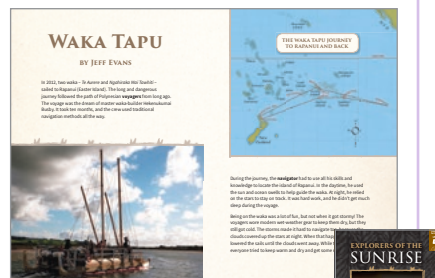 WAKA TAPU
BY JEFF EVANS
In 2012, two waka – Te Aurere and Ngahiraka Mai Tawhiti –
sailed to Rapanui (Easter Island). The long and dangerous
journey followed the path of Polynesian voyagers from long ago.
The voyage was the dream of master waka-builder Hekenukumai
Busby. It took ten months, and the crew used traditional
navigation methods all the way.
THE WAKA TAPU JOURNEY
TO RAPANUI AND BACK
During the journey, the navigator had to use all his skills and
knowledge to locate the island of Rapanui. In the daytime, he used
the sun and ocean swells to help guide the waka. At night, he relied
on the stars to stay on track. It was hard work, and he didn't get much
sleep during the voyage.
Being on the waka was a lot of fun, but not when it got stormy! The
voyagers wore modern wet-weather gear to keep them dry, but they
still got cold. The storms made it hard to navigate
clouds covered up the stars at night. When that
lowered the sails until the clouds went away. While
everyone tried to keep warm and dry and get some
EXPLORERS OF THE
SUNRISE